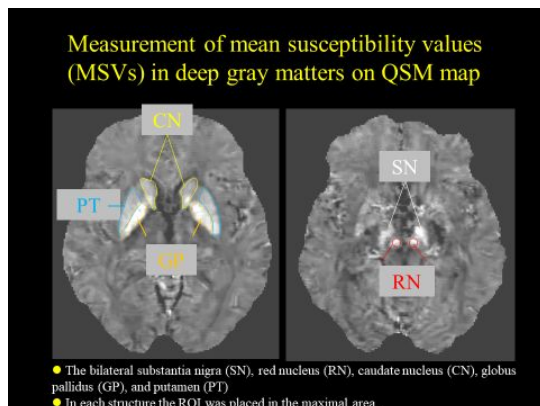 Measurement of mean susceptibility values
(MSVs) in deep gray matters on QSM map
CN
PT
GP
SN
RN
The bilateral substantia nigra (SN), red nucleus (RN), caudate nucleus (CN), globus
pallidus (GP), and putamen (PT)
In each structure the ROI was placed in the maximal area